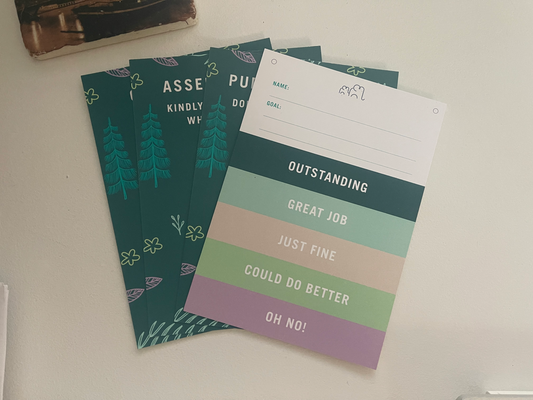 ASSE
KINDLY
WH
PU
DO
NAME:
GOAL:
OUTSTANDING
GREAT JOB
JUST FINE
COULD DO BETTER
OH NO!